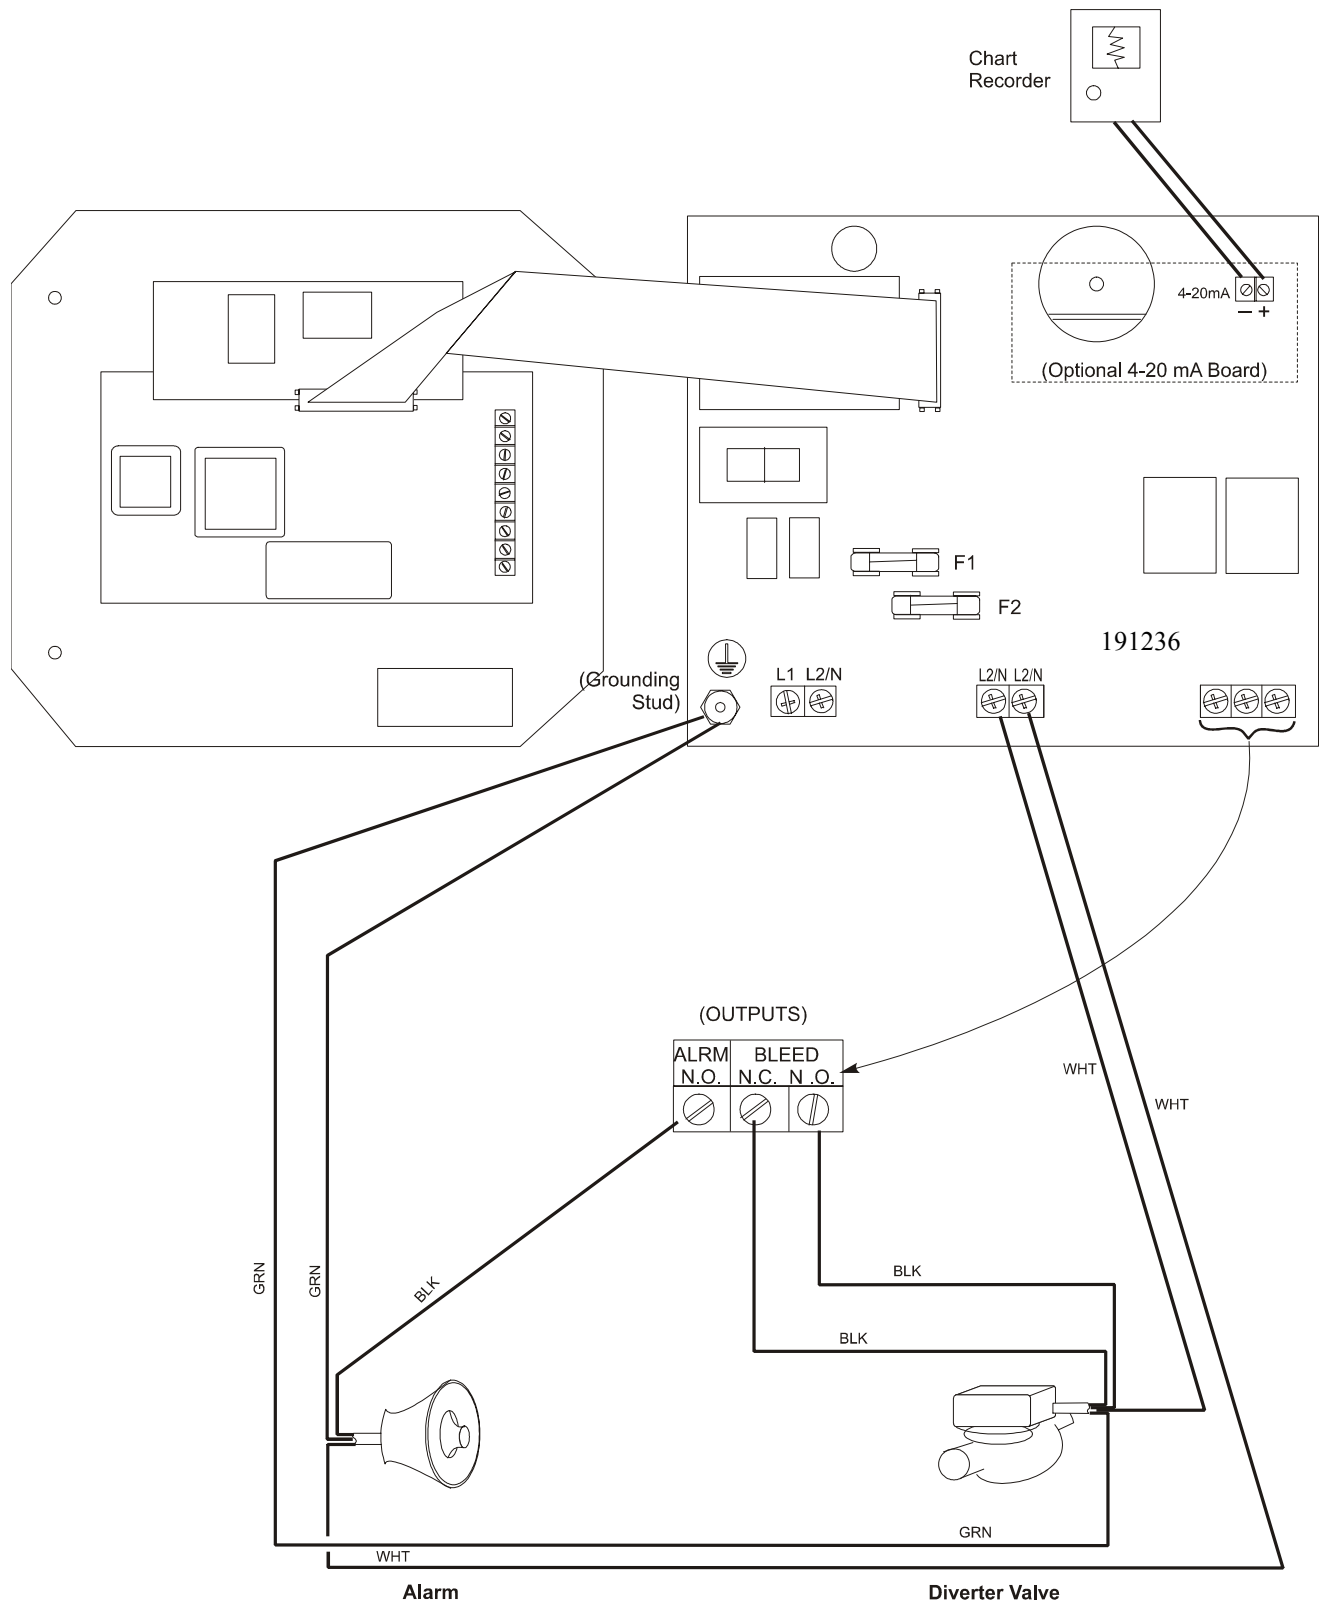 Chart
Recorder
4-20mA
– +
(Optional 4-20 mA Board)
F1
F2
191236
(Grounding
Stud)
L1 L2/N
L2/N L2/N
(OUTPUTS)
ALRM BLEED
N.O. N.C. N .O.
WHT
WHT
GRN
GRN
BLK
BLK
BLK
GRN
WHT
Alarm
Diverter Valve